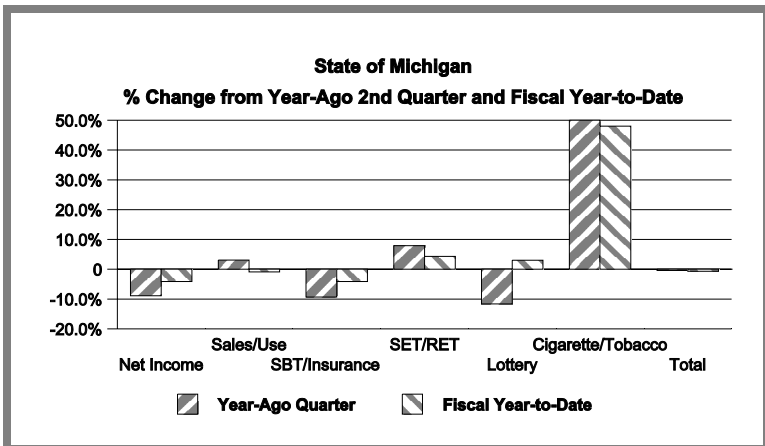 State of Michigan
% Change from Year-Ago 2nd Quarter and Fiscal Year-to-Date
50.0%
40.0%
30.0%
20.0%
10.0%
0
-10.0%
-20.0%
Sales/Use SET/RET Cigarette/Tobacco
Net Income SBT/Insurance Lottery Total
Year-Ago Quarter Fiscal Year-to-Date